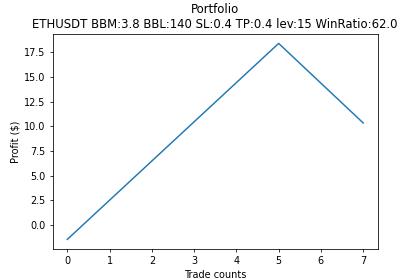 Portfolio
ETHUSDT BBM:3.8 BBL:140 SL:0.4 TP:0.4 lev:15 WinRatio:62.0
17.5
15.0
12.5
10.0
7.5
5.0
2.5
0.0
Profit ($)
0 1 2 3 4 5 6 7
Trade counts